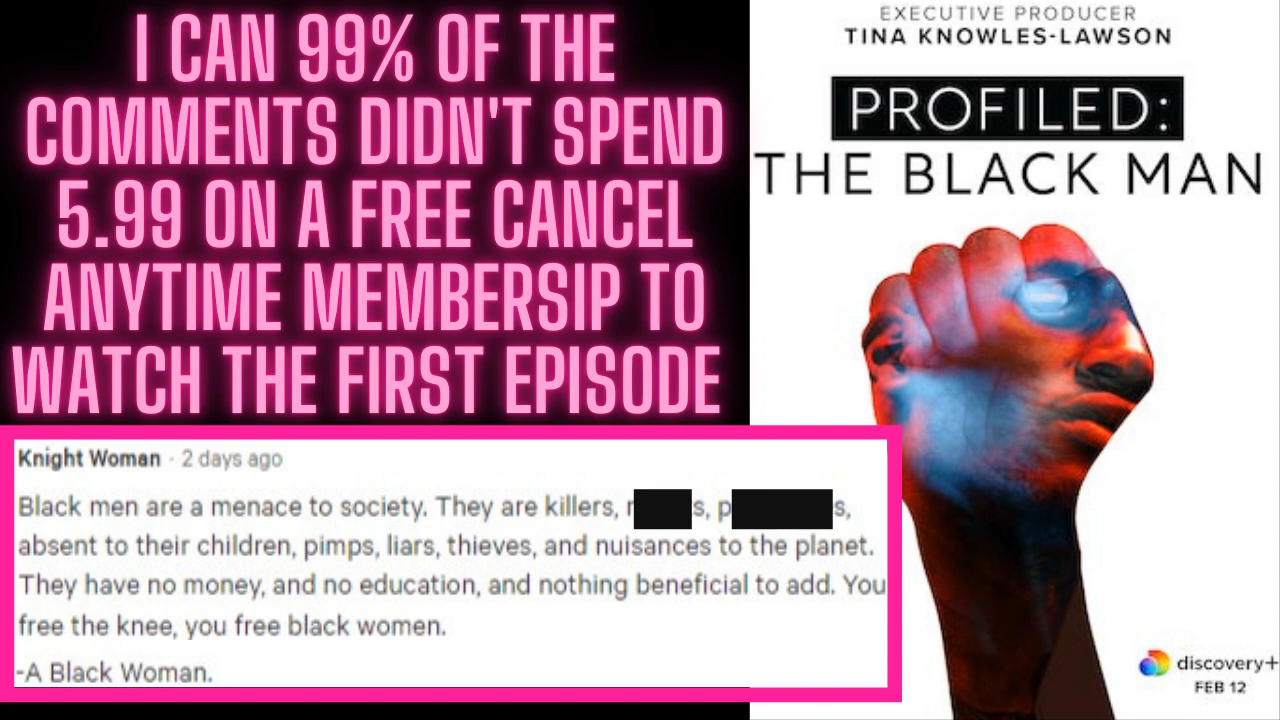 I CAN 99% OF THE
COMMENTS DIDN'T SPEND
5.99 ON A FREE CANCEL
ANYTIME MEMBERSIP TO
WATCH THE FIRST EPISODE
Knight Woman · 2 days ago
Black men are a menace to society. They are killers, r s, p s,
absent to their children, pimps, liars, thieves, and nuisances to the planet.
They have no money, and no education, and nothing beneficial to add. You
free the knee, you free black women.
-A Black Woman.
EXECUTIVE PRODUCER
TINA KNOWLES-LAWSON
PROFILED:
THE BLACK MAN
discovery+
FEB 12